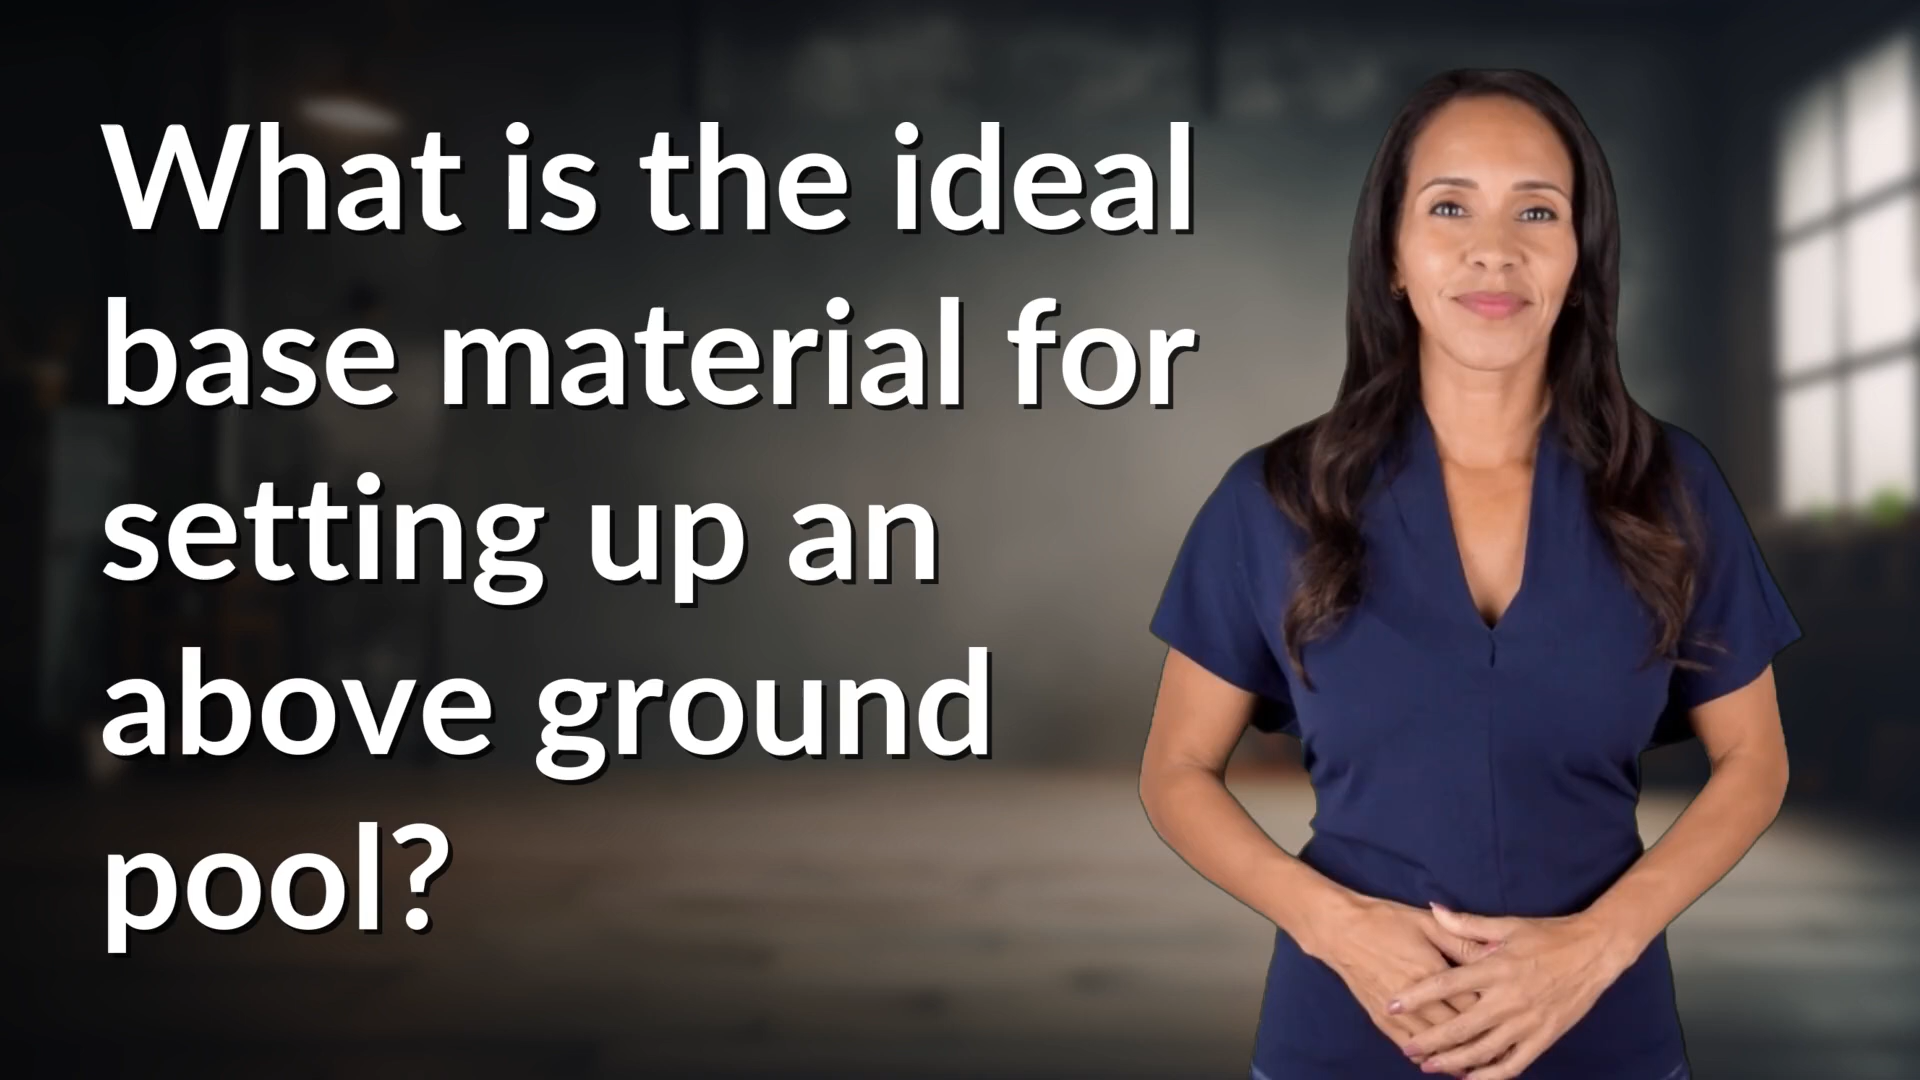 What is the ideal
base material for
setting up an
above ground
pool?